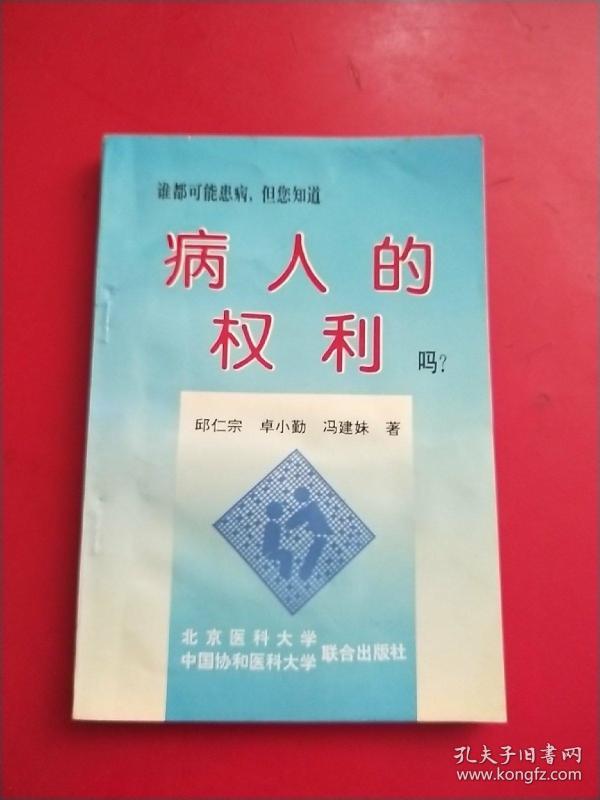 谁都可能患病,但您知道
病人的
权利吗?
邱仁宗 卓小勤 冯建妹 著
北京医科大学
中国协和医科大学
联合出版社
孔夫子旧书网
www.kongfz.com